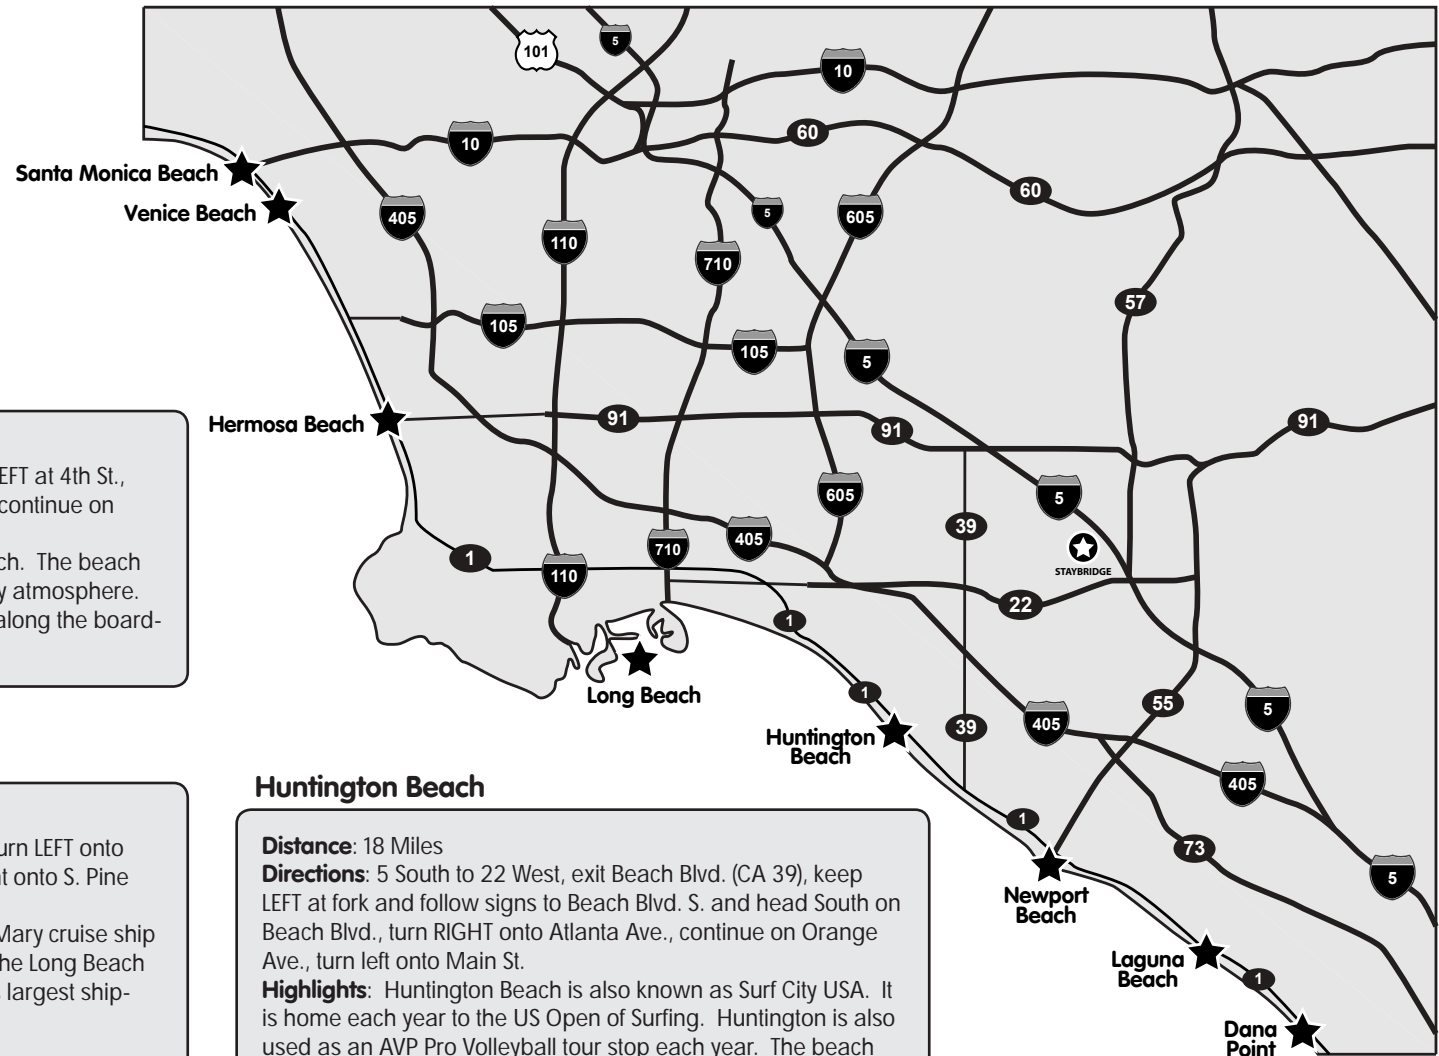 101
5
10
60
10
Santa Monica Beach
60
Venice Beach
405
5
605
110
710
57
105
105
5
Hermosa Beach
91
91
91
605
5
39
405
710
1
110
STAYBRIDGE
22
1
Long Beach
1
55
5
405
39
Huntington
Beach
405
1
73
5
Newport
Beach
Laguna
Beach
1
Dana
Point
EFT at 4th St.,
continue on
ch. The beach
y atmosphere.
along the board-
urn LEFT onto
t onto S. Pine
Mary cruise ship
he Long Beach
s largest ship-
Huntington Beach
Distance: 18 Miles
Directions: 5 South to 22 West, exit Beach Blvd. (CA 39), keep
LEFT at fork and follow signs to Beach Blvd. S. and head South on
Beach Blvd., turn RIGHT onto Atlanta Ave., continue on Orange
Ave., turn left onto Main St.
Highlights: Huntington Beach is also known as Surf City USA. It
is home each year to the US Open of Surfing. Huntington is also
used as an AVP Pro Volleyball tour stop each year. The beach